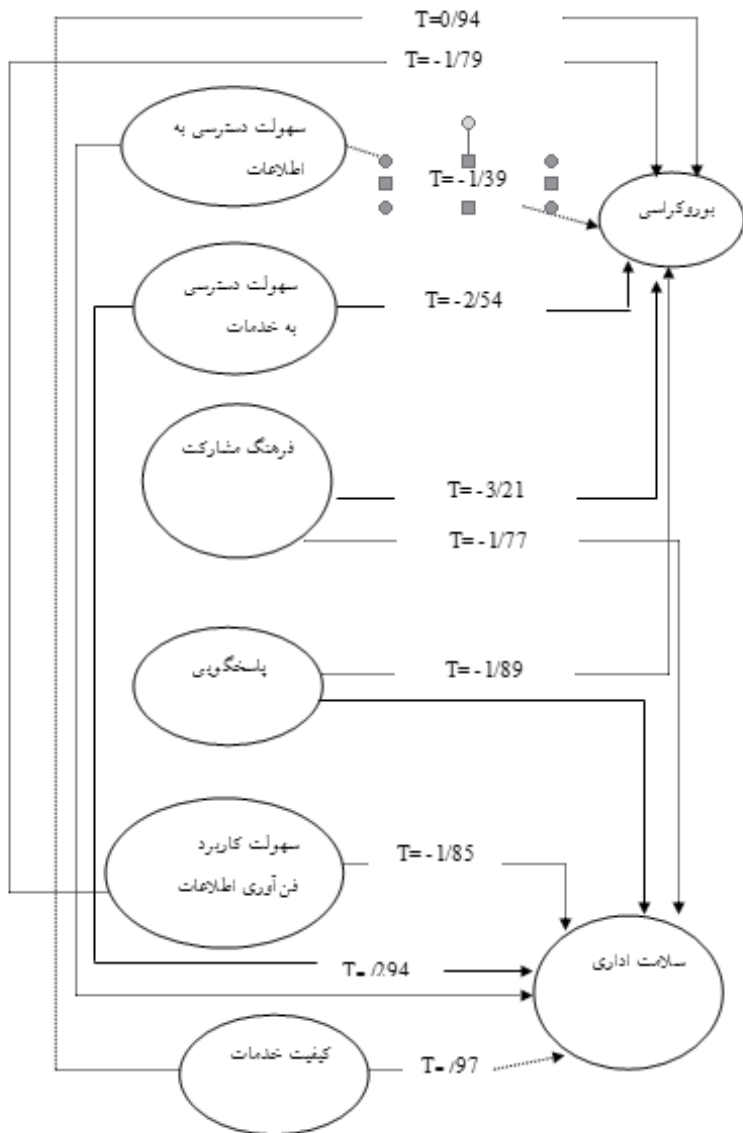 T=0/94
T= -1/79
سهولت دسترسی به
اطلاعات
T= -1/39
بوروکراسی
سهولت دسترسی
به خدمات
T= -2/54
فرهنگ مشارکت
T= -3/21
T= -1/77
پاسخگویی
T= -1/89
سهولت کاربرد
فن‌آوری اطلاعات
T= -1/85
سلامت اداری
T= /294
کیفیت خدمات
T= /97